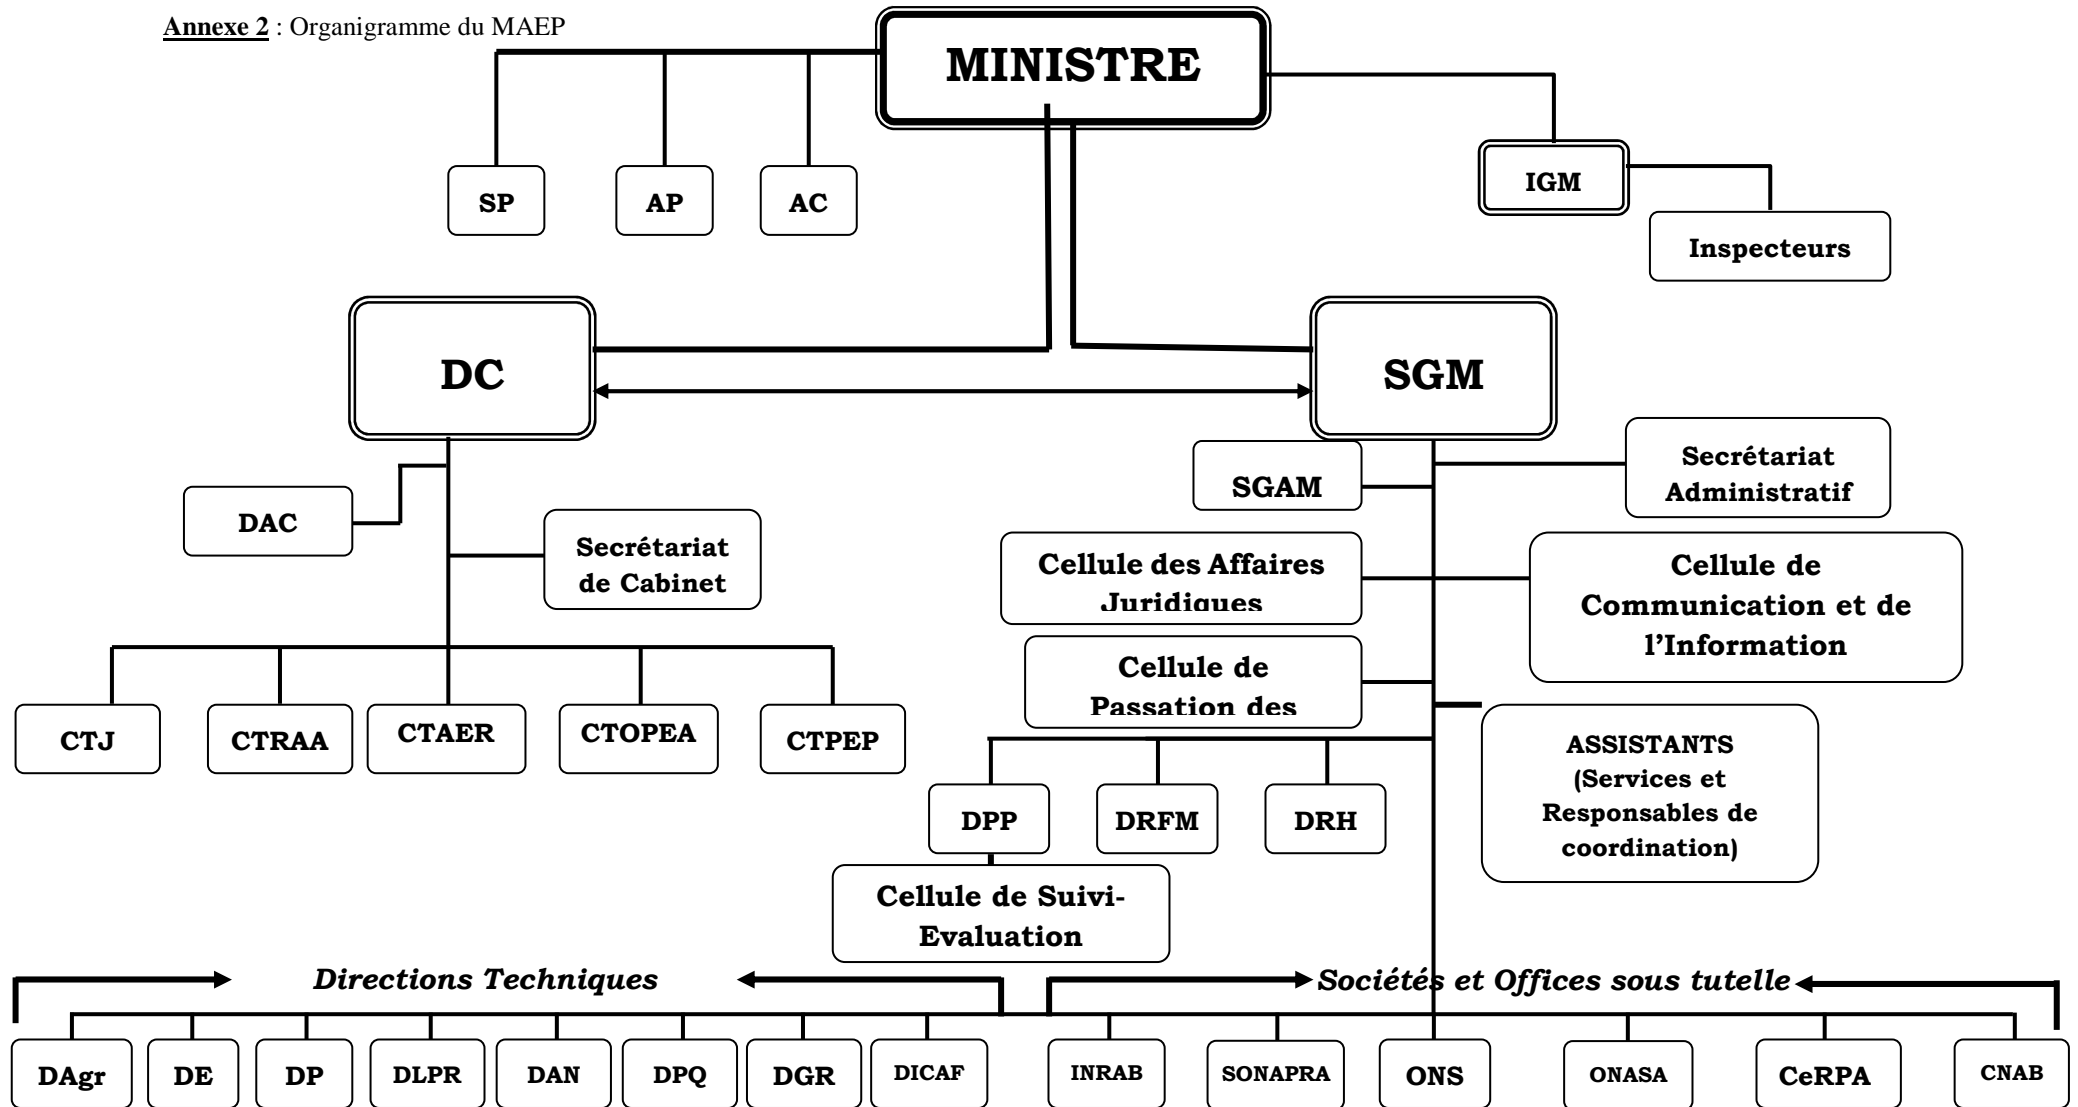 Annexe 2 : Organigramme du MAEP
MINISTRE
SP
AP
AC
IGM
Inspecteurs
DC
SGM
DAC
Secrétariat
de Cabinet
SGAM
Secrétariat
Administratif
Cellule des Affaires
Juridiques
Cellule de
Communication et de
l’Information
Cellule de
Passation des
CTJ
CTRAA
CTAER
CTOPEA
CTPEP
ASSISTANTS
(Services et
Responsables de
coordination)
DPP
DRFM
DRH
Cellule de Suivi-
Evaluation
Directions Techniques
Sociétés et Offices sous tutelle
DAgr
DE
DP
DLPR
DAN
DPQ
DGR
DICAF
INRAB
SONAPRA
ONS
ONASA
CeRPA
CNAB